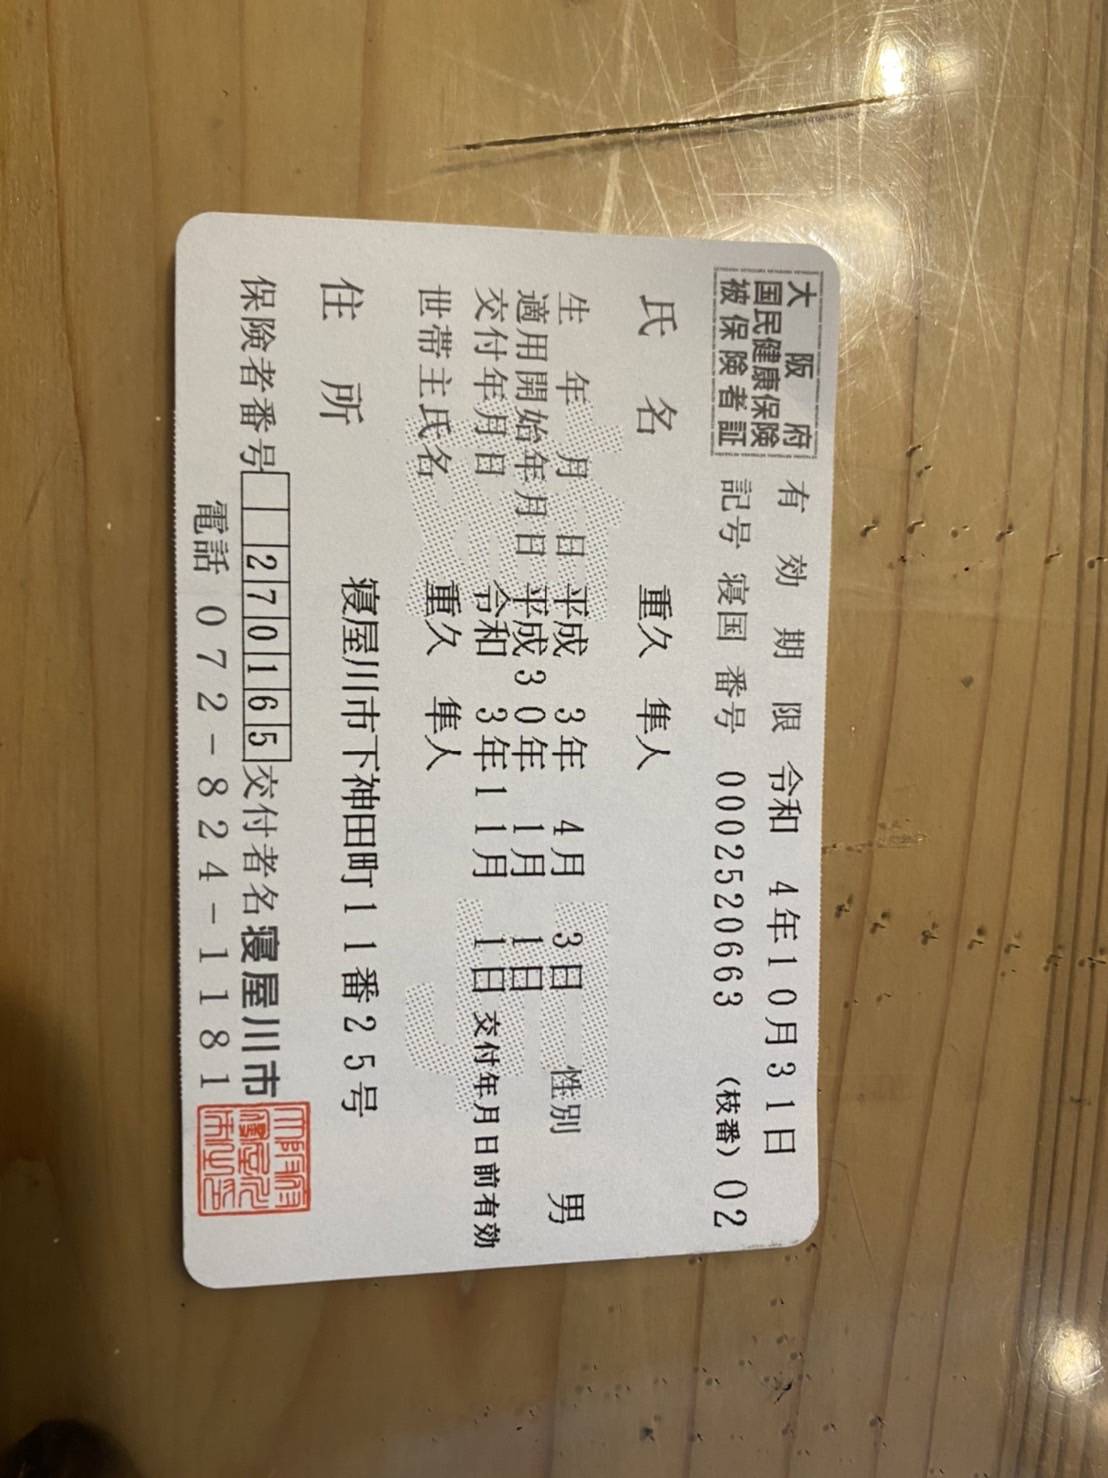 大阪府
国民健康保険
被保険者証
有効期限 令和 4年10月31日
記号 寝国 番号 000252066​3 (枝番)02
氏名 重久 隼人
生年月日 平成 3年 4月 3日 性別 男
適用開始年月日 平成30年 1月 1日
交付年月日 令和 3年11月 1日 交付年月日前有効
世帯主氏名 重久 隼人
住所 寝屋川市下神田町11番25号
保険者番号 270165 交付者名 寝屋川市
電話 072-824-1181